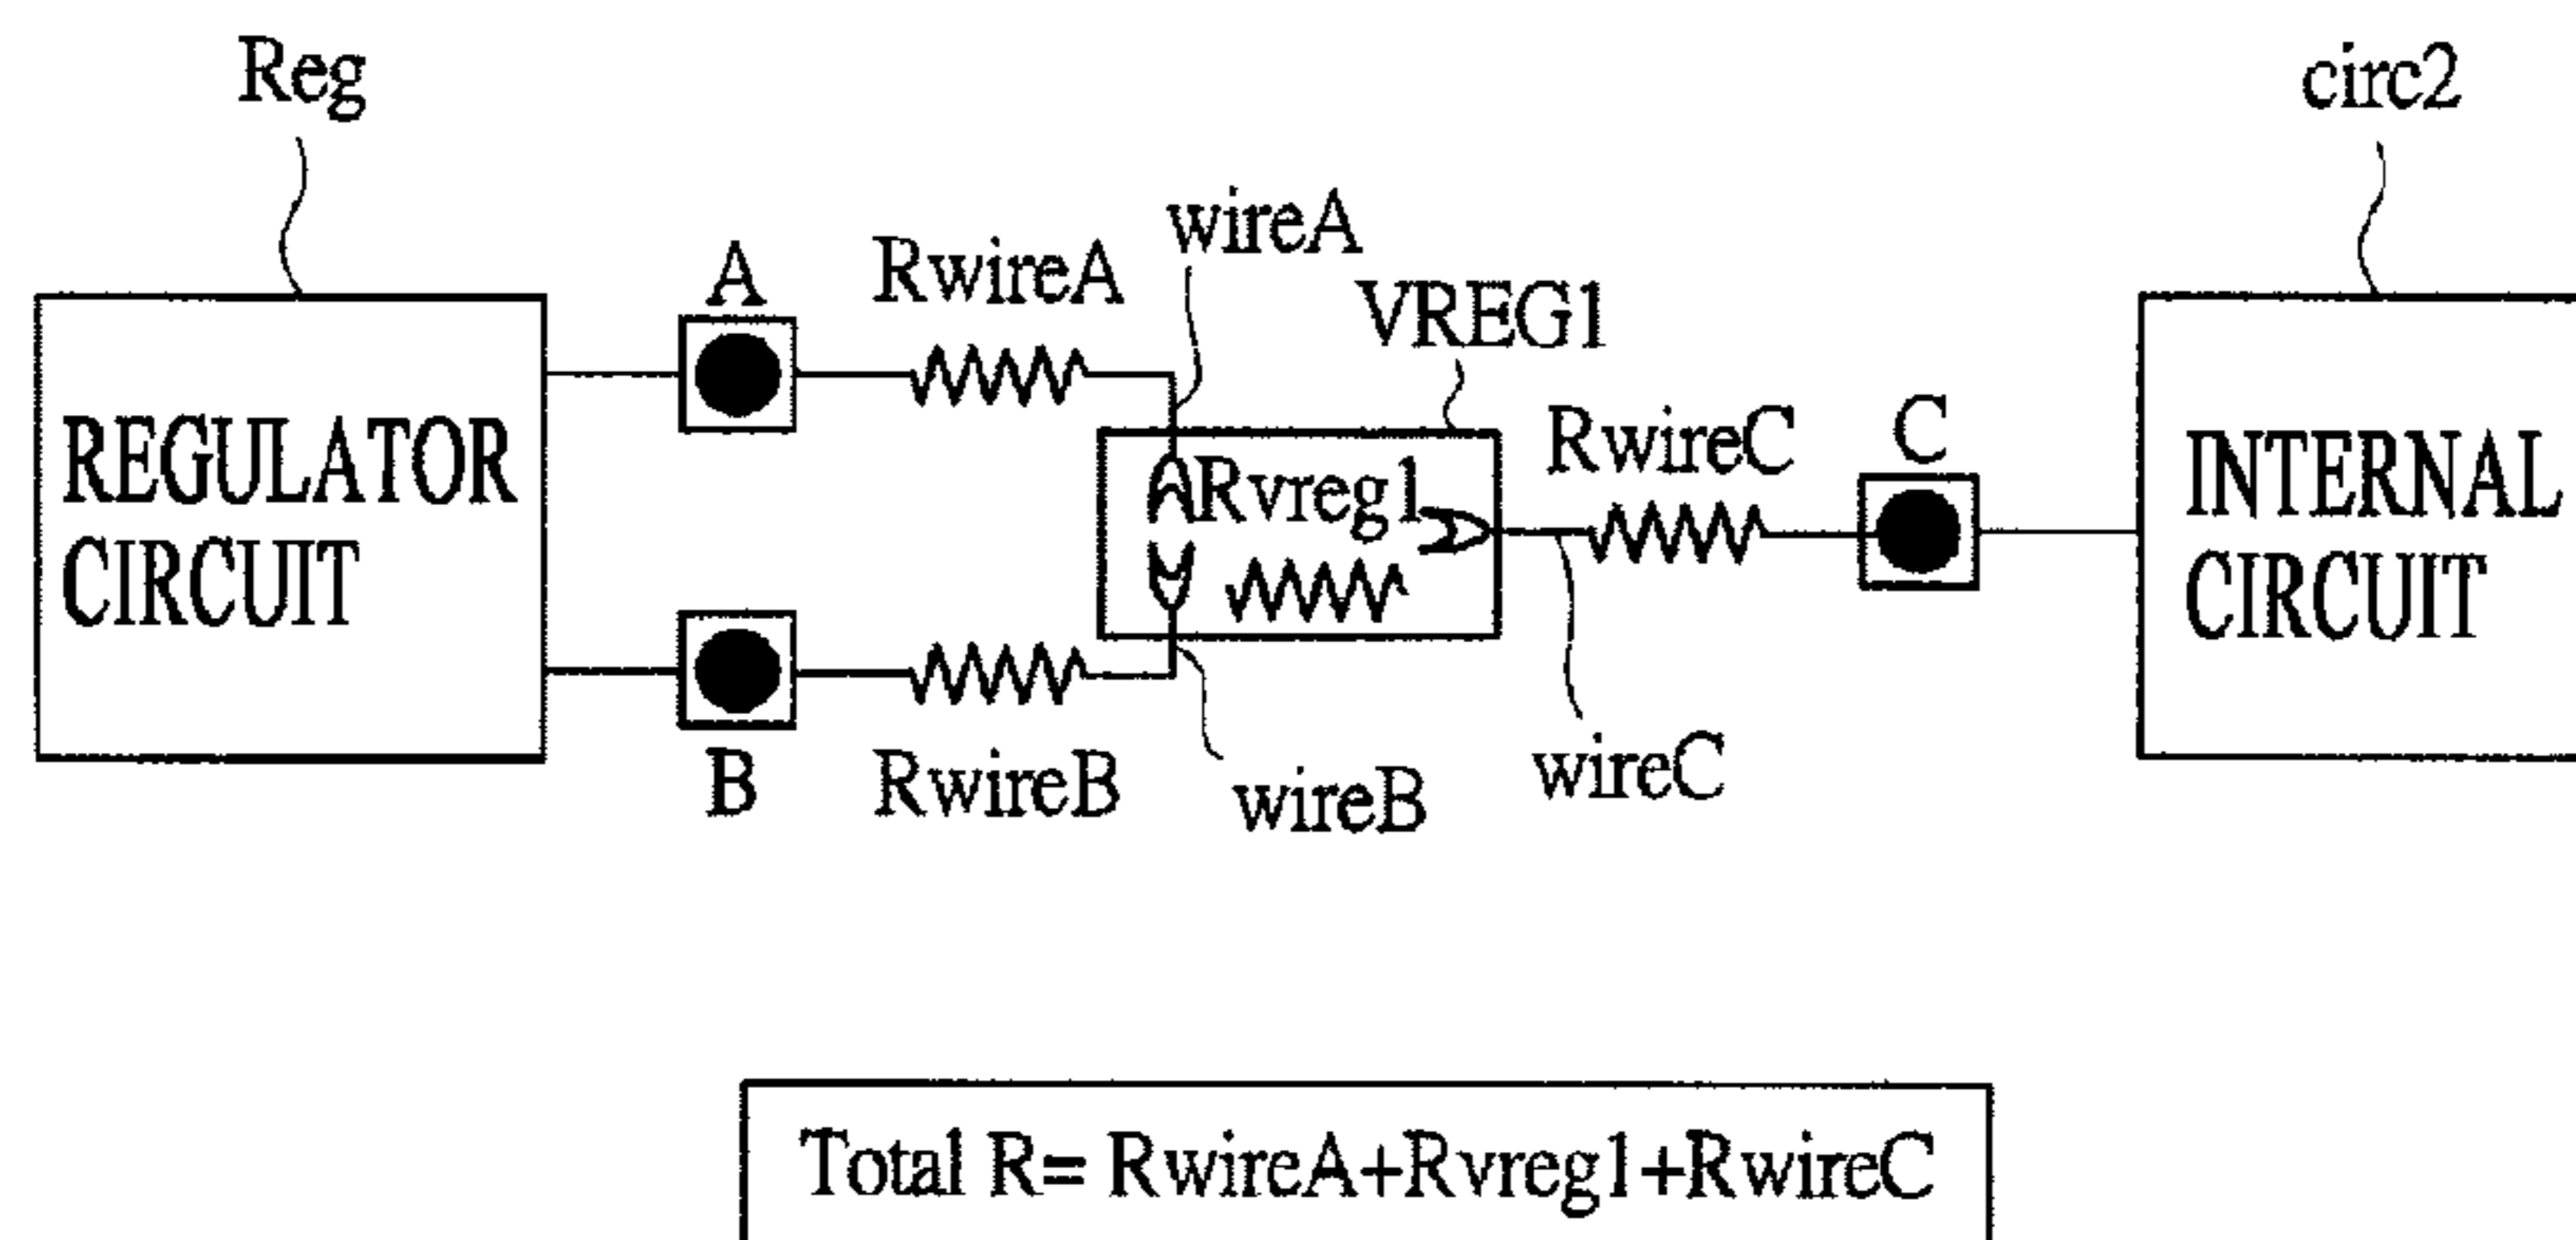 Reg
circ2
wireA
A
RwireA
VREG1
RwireC
C
REGULATOR
CIRCUIT
Rvreg1
INTERNAL
CIRCUIT
B
RwireB
wireB
wireC
Total R= RwireA+Rvreg1+RwireC